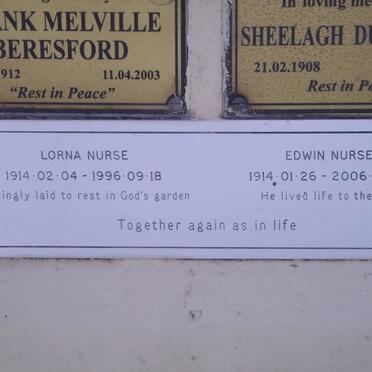 ANK MELVILLE
BERESFORD
912 11.04.2003
"Rest in Peace"
In loving me
SHEELAGH DU
21.02.1908
Rest in Pe
LORNA NURSE
1914·02·04 - 1996·09·18
ingly laid to rest in God's garden
EDWIN NURSE
1914·01·26 - 2006·
He lived life to the
Together again as in life